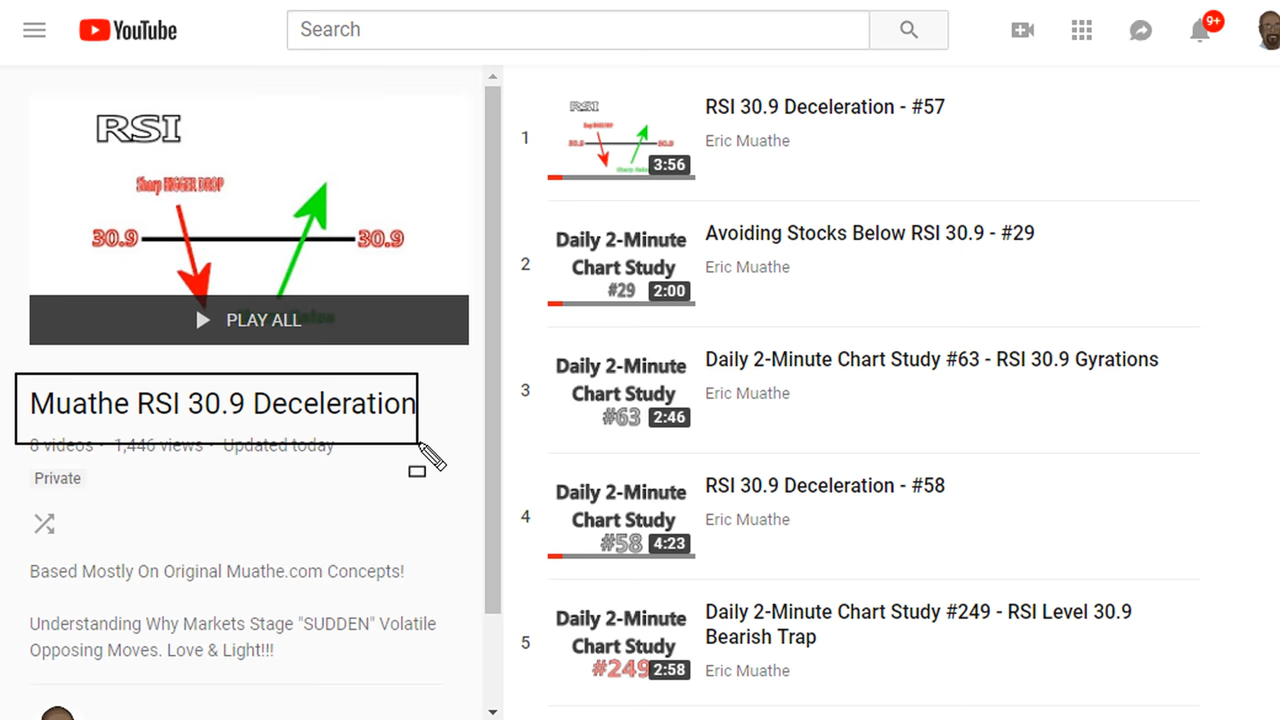 YouTube
Search
9+
RSI
Sharp BIGGER DROP
30.9
30.9
PLAY ALL
Muathe RSI 30.9 Deceleration
8 videos · 1,446 views · Updated today
Private
Based Mostly On Original Muathe.com Concepts!
Understanding Why Markets Stage "SUDDEN" Volatile
Opposing Moves. Love & Light!!!
1
RSI
30.9
30.9
3:56
RSI 30.9 Deceleration - #57
Eric Muathe
2
Daily 2-Minute
Chart Study
#29
2:00
Avoiding Stocks Below RSI 30.9 - #29
Eric Muathe
3
Daily 2-Minute
Chart Study
#63
2:46
Daily 2-Minute Chart Study #63 - RSI 30.9 Gyrations
Eric Muathe
4
Daily 2-Minute
Chart Study
#58
4:23
RSI 30.9 Deceleration - #58
Eric Muathe
5
Daily 2-Minute
Chart Study
#249
2:58
Daily 2-Minute Chart Study #249 - RSI Level 30.9
Bearish Trap
Eric Muathe